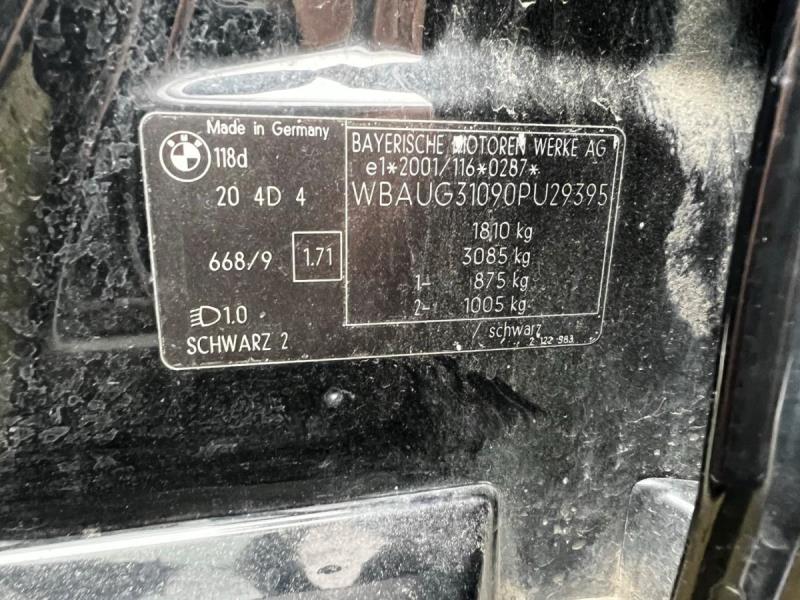 Made in Germany
BMW
118d
20 4D 4
668/9
1.71
1.0
SCHWARZ 2
BAYERISCHE MOTOREN WERKE AG
e1*2001/116*0287*
WBAUG31090PU29395
1810 kg
3085 kg
1- 875 kg
2- 1005 kg
/ schwarz
2 122 983